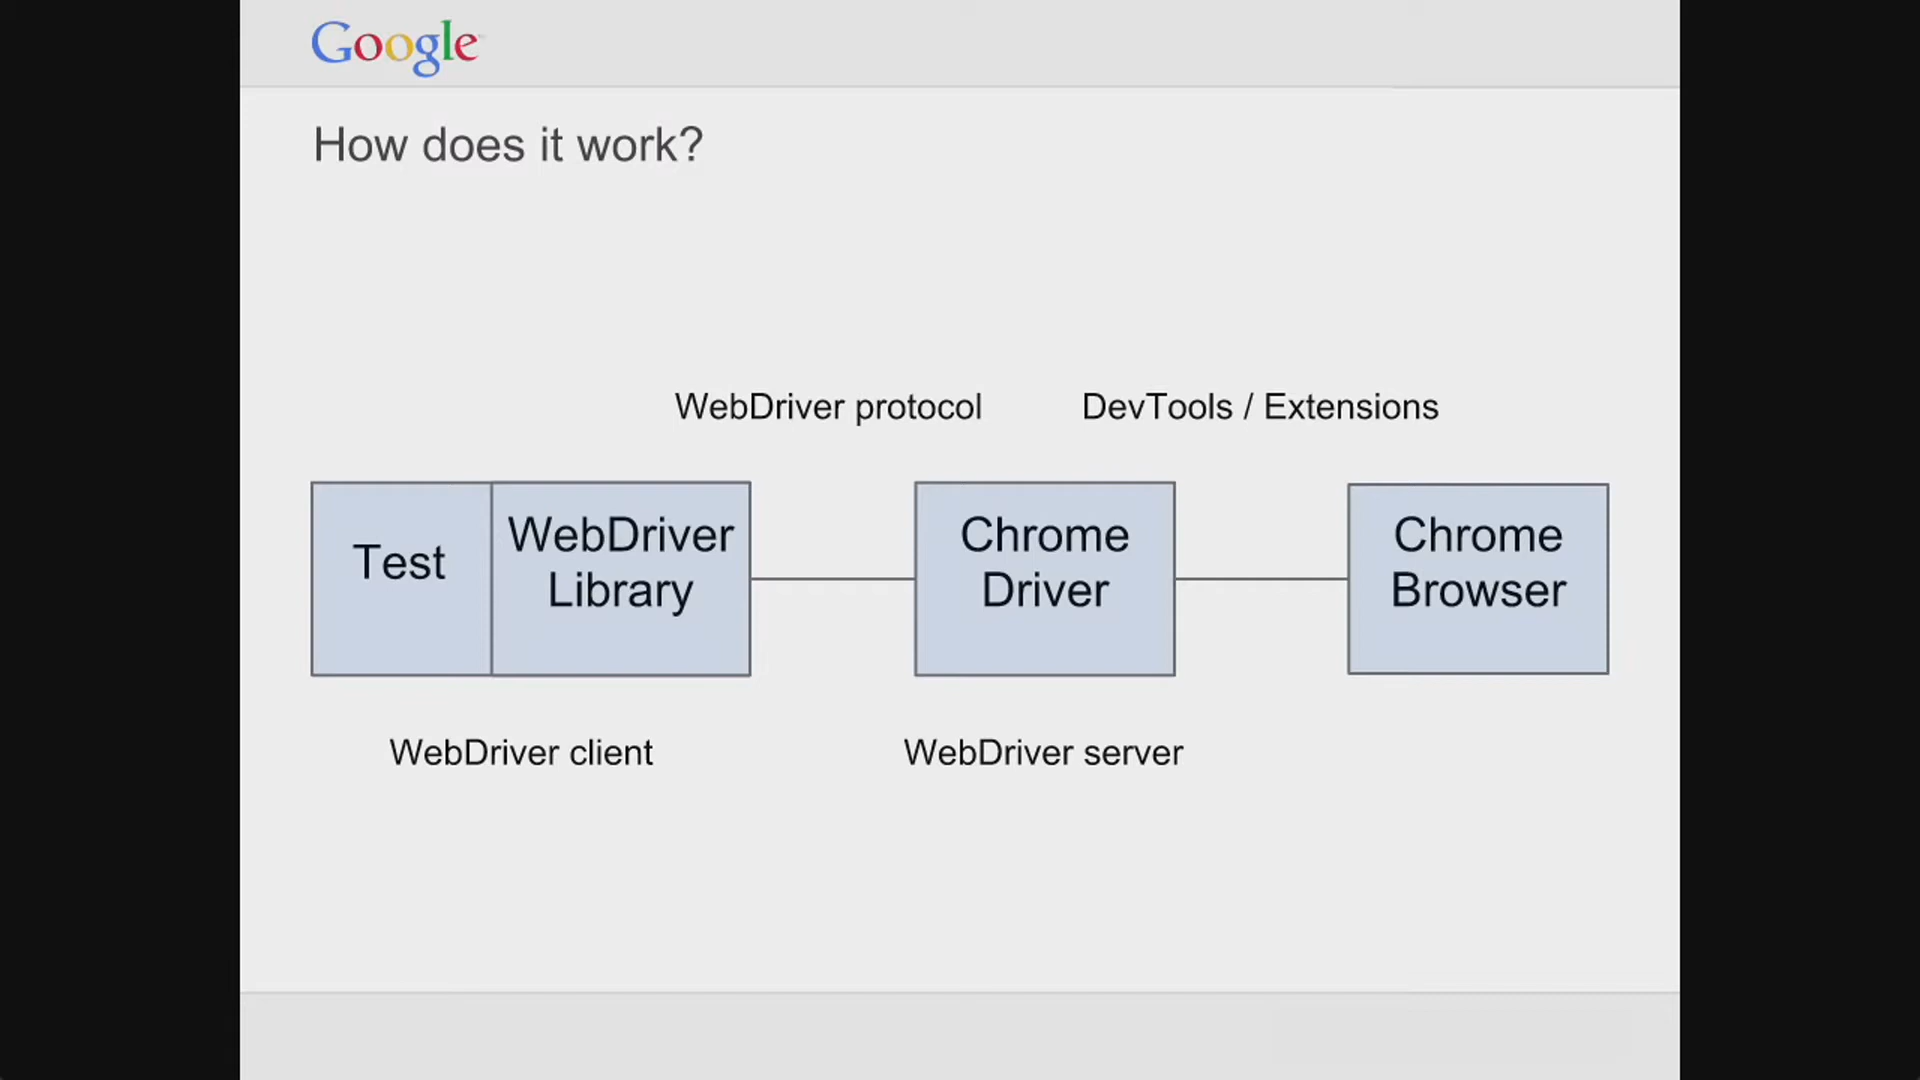 Google
How does it work?
WebDriver protocol
DevTools / Extensions
Test
WebDriver
Library
Chrome
Driver
Chrome
Browser
WebDriver client
WebDriver server